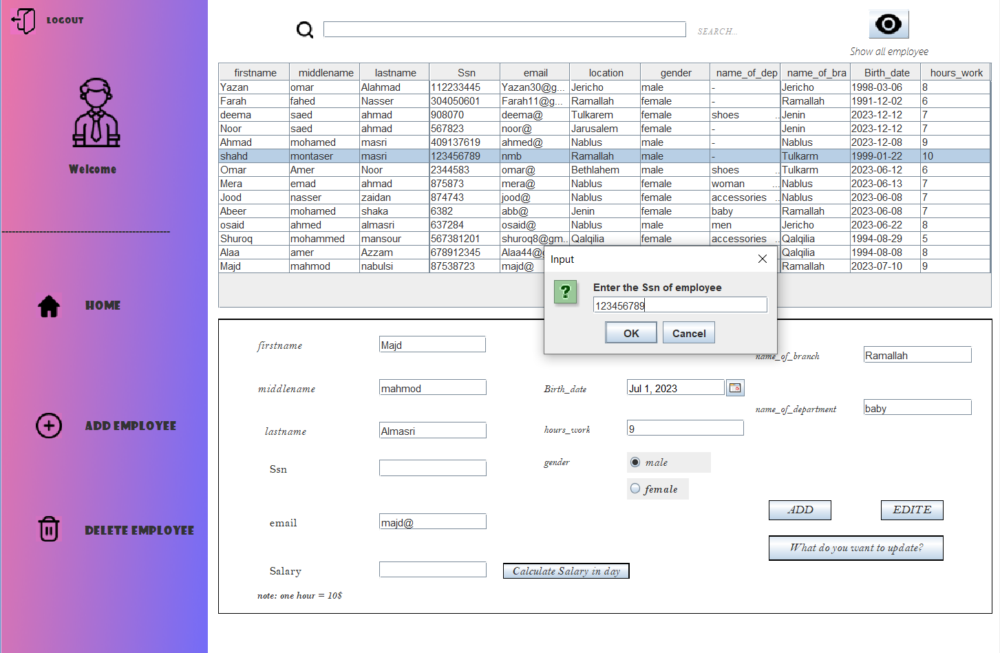 LOGOUT
Welcome
HOME
ADD EMPLOYEE
DELETE EMPLOYEE
SEARCH...
Show all employee
firstname middlename lastname Ssn email location gender name_of_dep name_of_bra Birth_date hours_work
Yazan omar Alahmad 112233445 Yazan30@g... Jericho male - Jericho 1998-03-06 8
Farah fahed Nasser 304050601 Farah11@g... Ramallah female - Ramallah 1991-12-02 6
deema saed ahmad 908070 deema@ Tulkarem female shoes ... Jenin 2023-12-12 7
Noor saed ahmad 567823 noor@ Jarusalem female - Jenin 2023-12-12 7
Ahmad mohamed masri 409137619 ahmed@ Nablus male - Nablus 2023-12-08 9
shahd montaser masri 123456789 nmb Ramallah male - Tulkarm 1999-01-22 10
Omar Amer Noor 2344583 omar@ Bethlahem male shoes ... Tulkarm 2023-06-12 6
Mera emad ahmad 875873 mera@ Nablus female woman ... Nablus 2023-06-13 7
Jood nasser zaidan 874743 jood@ Nablus female accessories ... Nablus 2023-06-08 7
Abeer mohamed shaka 6382 abb@ Jenin female baby Ramallah 2023-06-08 7
osaid ahmed almasri 637284 osaid@ Nablus male men Jericho 2023-06-22 8
Shuroq mohammed mansour 567381201 shuroq8@gm... Qalqilia female accessories ... Qalqilia 1994-08-29 5
Alaa amer Azzam 678912345 Alaa44@ Qalqilia 1994-08-08 8
Majd mahmod nabulsi 87538723 majd@ Ramallah 2023-07-10 9
Input
Enter the Ssn of employee
123456789
OK Cancel
firstname Majd
middlename mahmod
lastname Almasri
Ssn
email majd@
Salary
Calculate Salary in day
note: one hour = 10$
Birth_date Jul 1, 2023
hours_work 9
gender male
female
name_of_branch Ramallah
name_of_department baby
ADD EDITE
What do you want to update?